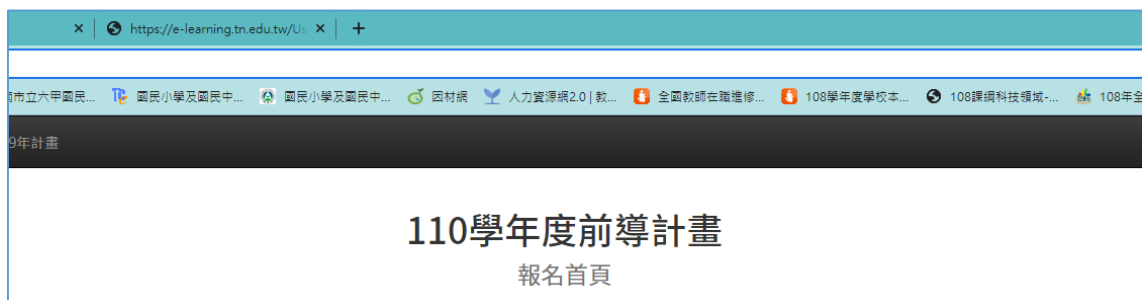 https://e-learning.tn.edu.tw/Us
市立六甲國民... 國民小學及國民中... 國民小學及國民中... 因材網 人力資源網2.0 | 教... 全國教師在職進修... 108學年度學校本... 108課綱科技領域-... 108年全
9年計畫
110學年度前導計畫
報名首頁